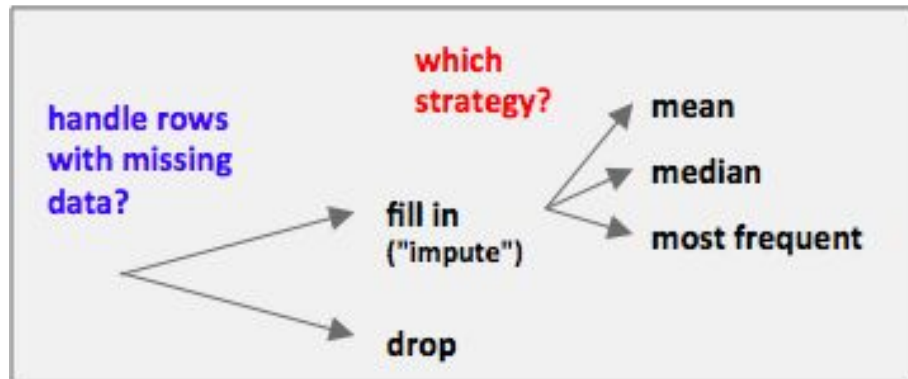 handle rows
with missing
data?
which
strategy?
fill in
("impute")
drop
mean
median
most frequent